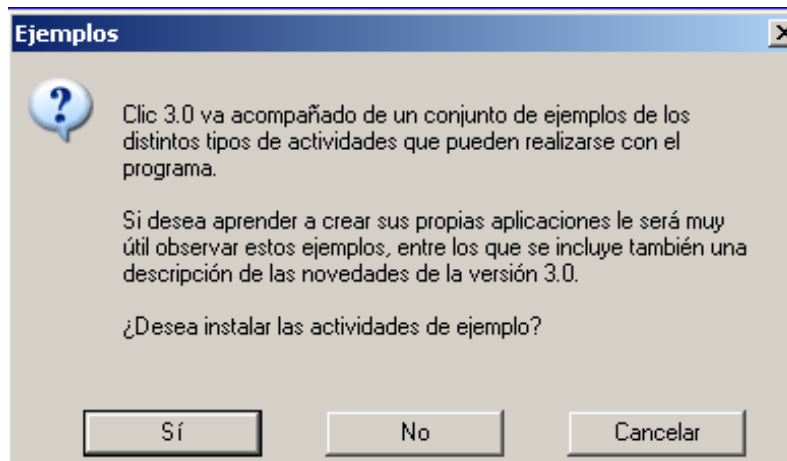 Ejemplos
Clic 3.0 va acompañado de un conjunto de ejemplos de los
distintos tipos de actividades que pueden realizarse con el
programa.
Si desea aprender a crear sus propias aplicaciones le será muy
útil observar estos ejemplos, entre los que se incluye también una
descripción de las novedades de la versión 3.0.
¿Desea instalar las actividades de ejemplo?
Sí No Cancelar